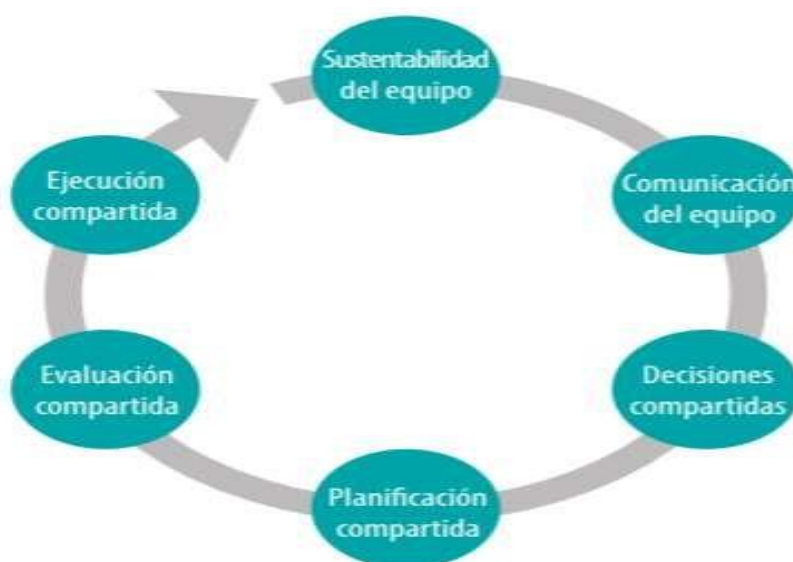 Sustentabilidad
del equipo
Comunicación
del equipo
Decisiones
compartidas
Planificación
compartida
Evaluación
compartida
Ejecución
compartida